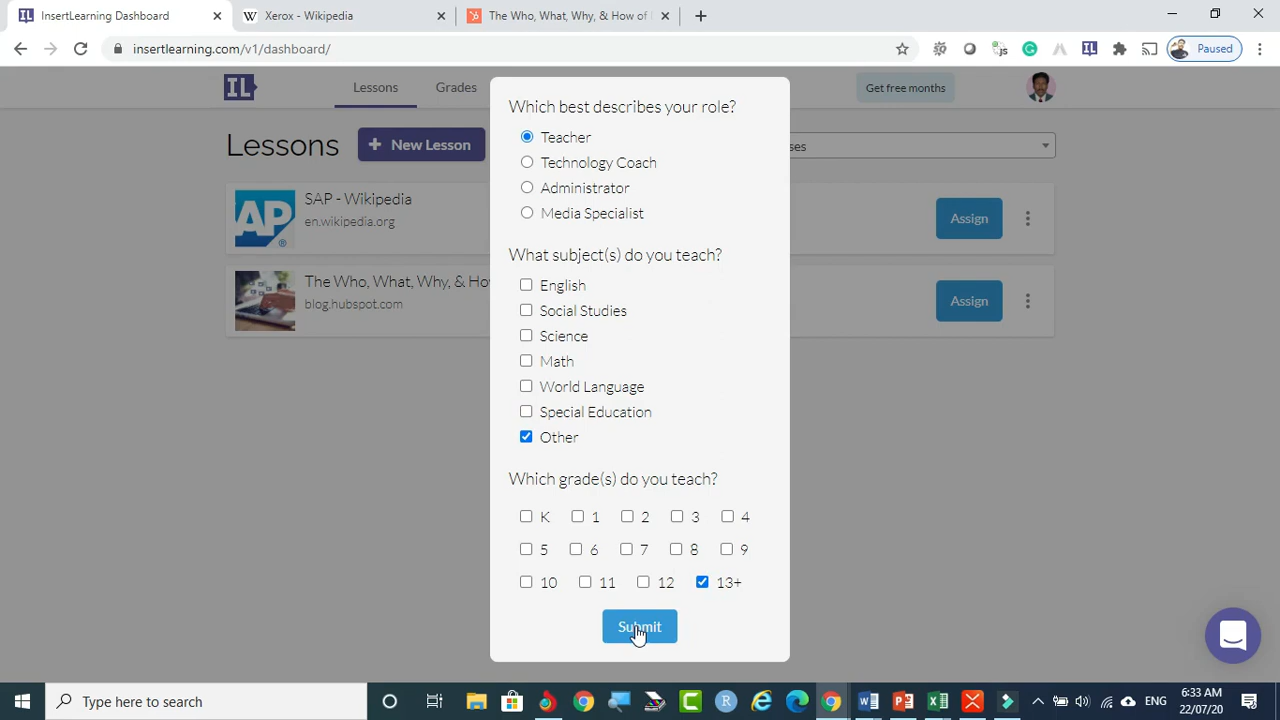 InsertLearning Dashboard
Xerox - Wikipedia
The Who, What, Why, & How of
insertlearning.com/v1/dashboard/
Paused
IL
Lessons
Grades
Get free months
Lessons
New Lesson
ses
SAP - Wikipedia
en.wikipedia.org
Assign
The Who, What, Why, & How
blog.hubspot.com
Assign
Which best describes your role?
Teacher
Technology Coach
Administrator
Media Specialist
What subject(s) do you teach?
English
Social Studies
Science
Math
World Language
Special Education
Other
Which grade(s) do you teach?
K 1 2 3 4
5 6 7 8 9
10 11 12 13+
Submit
Type here to search
ENG
6:33 AM
22/07/20